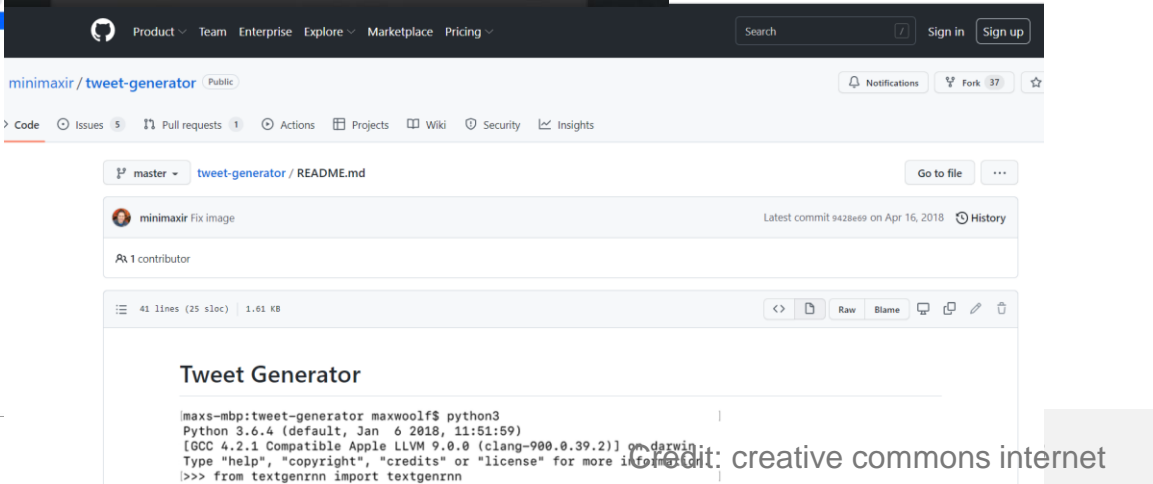 Product Team Enterprise Explore Marketplace Pricing Search / Sign in Sign up
minimaxir / tweet-generator Public Notifications Fork 37
Code Issues 5 Pull requests 1 Actions Projects Wiki Security Insights
master tweet-generator / README.md Go to file ...
minimaxir Fix image Latest commit 9428e69 on Apr 16, 2018 History
1 contributor
41 lines (25 sloc) 1.61 KB <> Raw Blame
Tweet Generator
maxs-mbp:tweet-generator maxwoolf$ python3
Python 3.6.4 (default, Jan 6 2018, 11:51:59)
[GCC 4.2.1 Compatible Apple LLVM 9.0.0 (clang-900.0.39.2)] on darwin
Type "help", "copyright", "credits" or "license" for more information.
Credit: creative commons internet
>>> from textgenrnn import textgenrnn